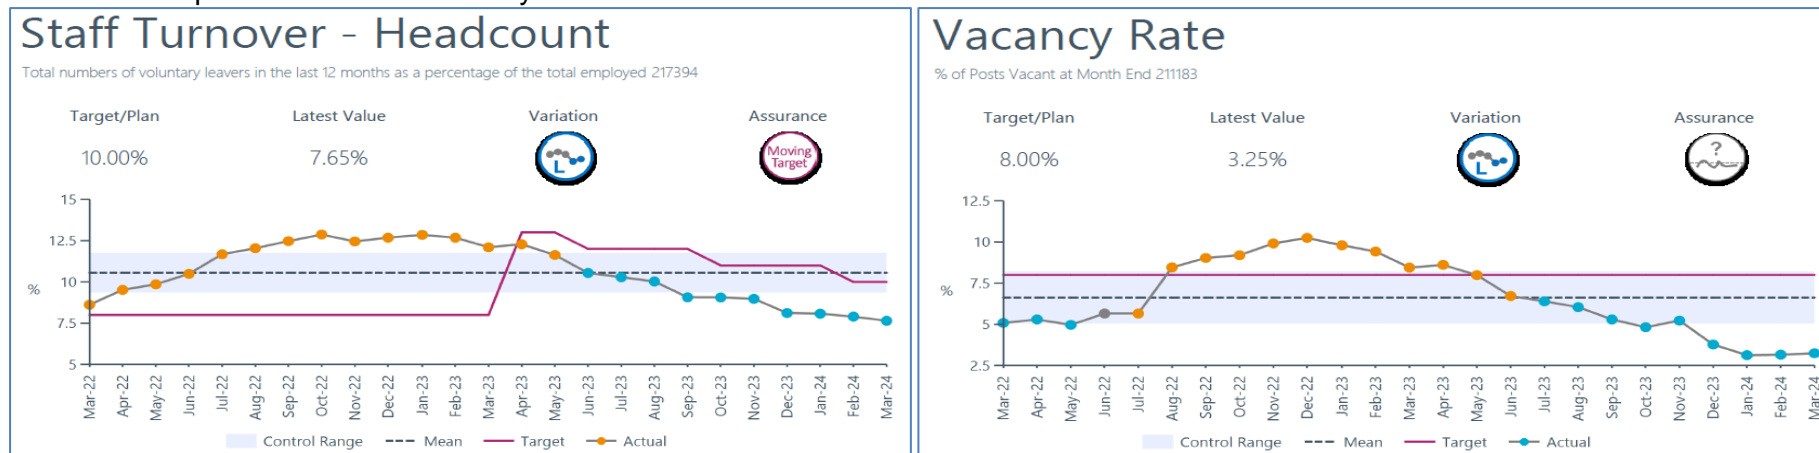 Staff Turnover - Headcount
Total numbers of voluntary leavers in the last 12 months as a percentage of the total employed 217394
Target/Plan Latest Value Variation Assurance
10.00% 7.65% L Moving Target
15
12.5
10
%
7.5
5
Mar-22 Apr-22 May-22 Jun-22 Jul-22 Aug-22 Sep-22 Oct-22 Nov-22 Dec-22 Jan-23 Feb-23 Mar-23 Apr-23 May-23 Jun-23 Jul-23 Aug-23 Sep-23 Oct-23 Nov-23 Dec-23 Jan-24 Feb-24 Mar-24
Control Range Mean Target Actual
Vacancy Rate
% of Posts Vacant at Month End 211183
Target/Plan Latest Value Variation Assurance
8.00% 3.25% L ?
12.5
10
7.5
%
5
2.5
Mar-22 Apr-22 May-22 Jun-22 Jul-22 Aug-22 Sep-22 Oct-22 Nov-22 Dec-22 Jan-23 Feb-23 Mar-23 Apr-23 May-23 Jun-23 Jul-23 Aug-23 Sep-23 Oct-23 Nov-23 Dec-23 Jan-24 Feb-24 Mar-24
Control Range Mean Target Actual